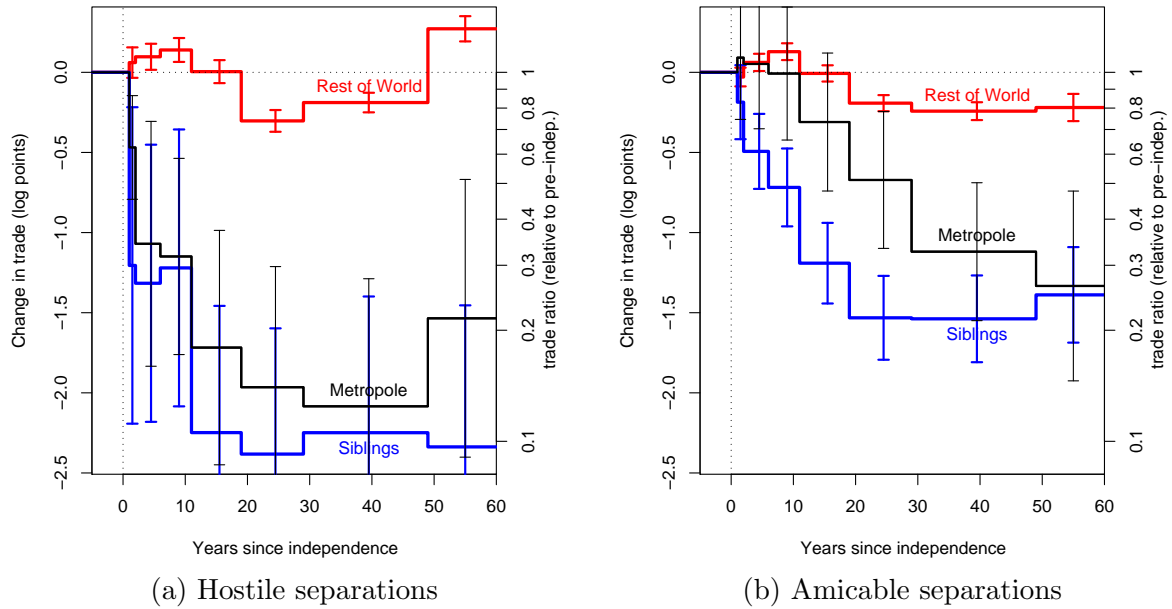 Change in trade (log points)
0.0
−0.5
−1.0
−1.5
−2.0
−2.5
Rest of World
Metropole
Siblings
1
0.8
0.6
0.4
0.3
0.2
0.1
trade ratio (relative to pre−indep.)
0 10 20 30 40 50 60
Years since independence
(a) Hostile separations
Change in trade (log points)
0.0
−0.5
−1.0
−1.5
−2.0
−2.5
Rest of World
Metropole
Siblings
1
0.8
0.6
0.4
0.3
0.2
0.1
trade ratio (relative to pre−indep.)
0 10 20 30 40 50 60
Years since independence
(b) Amicable separations